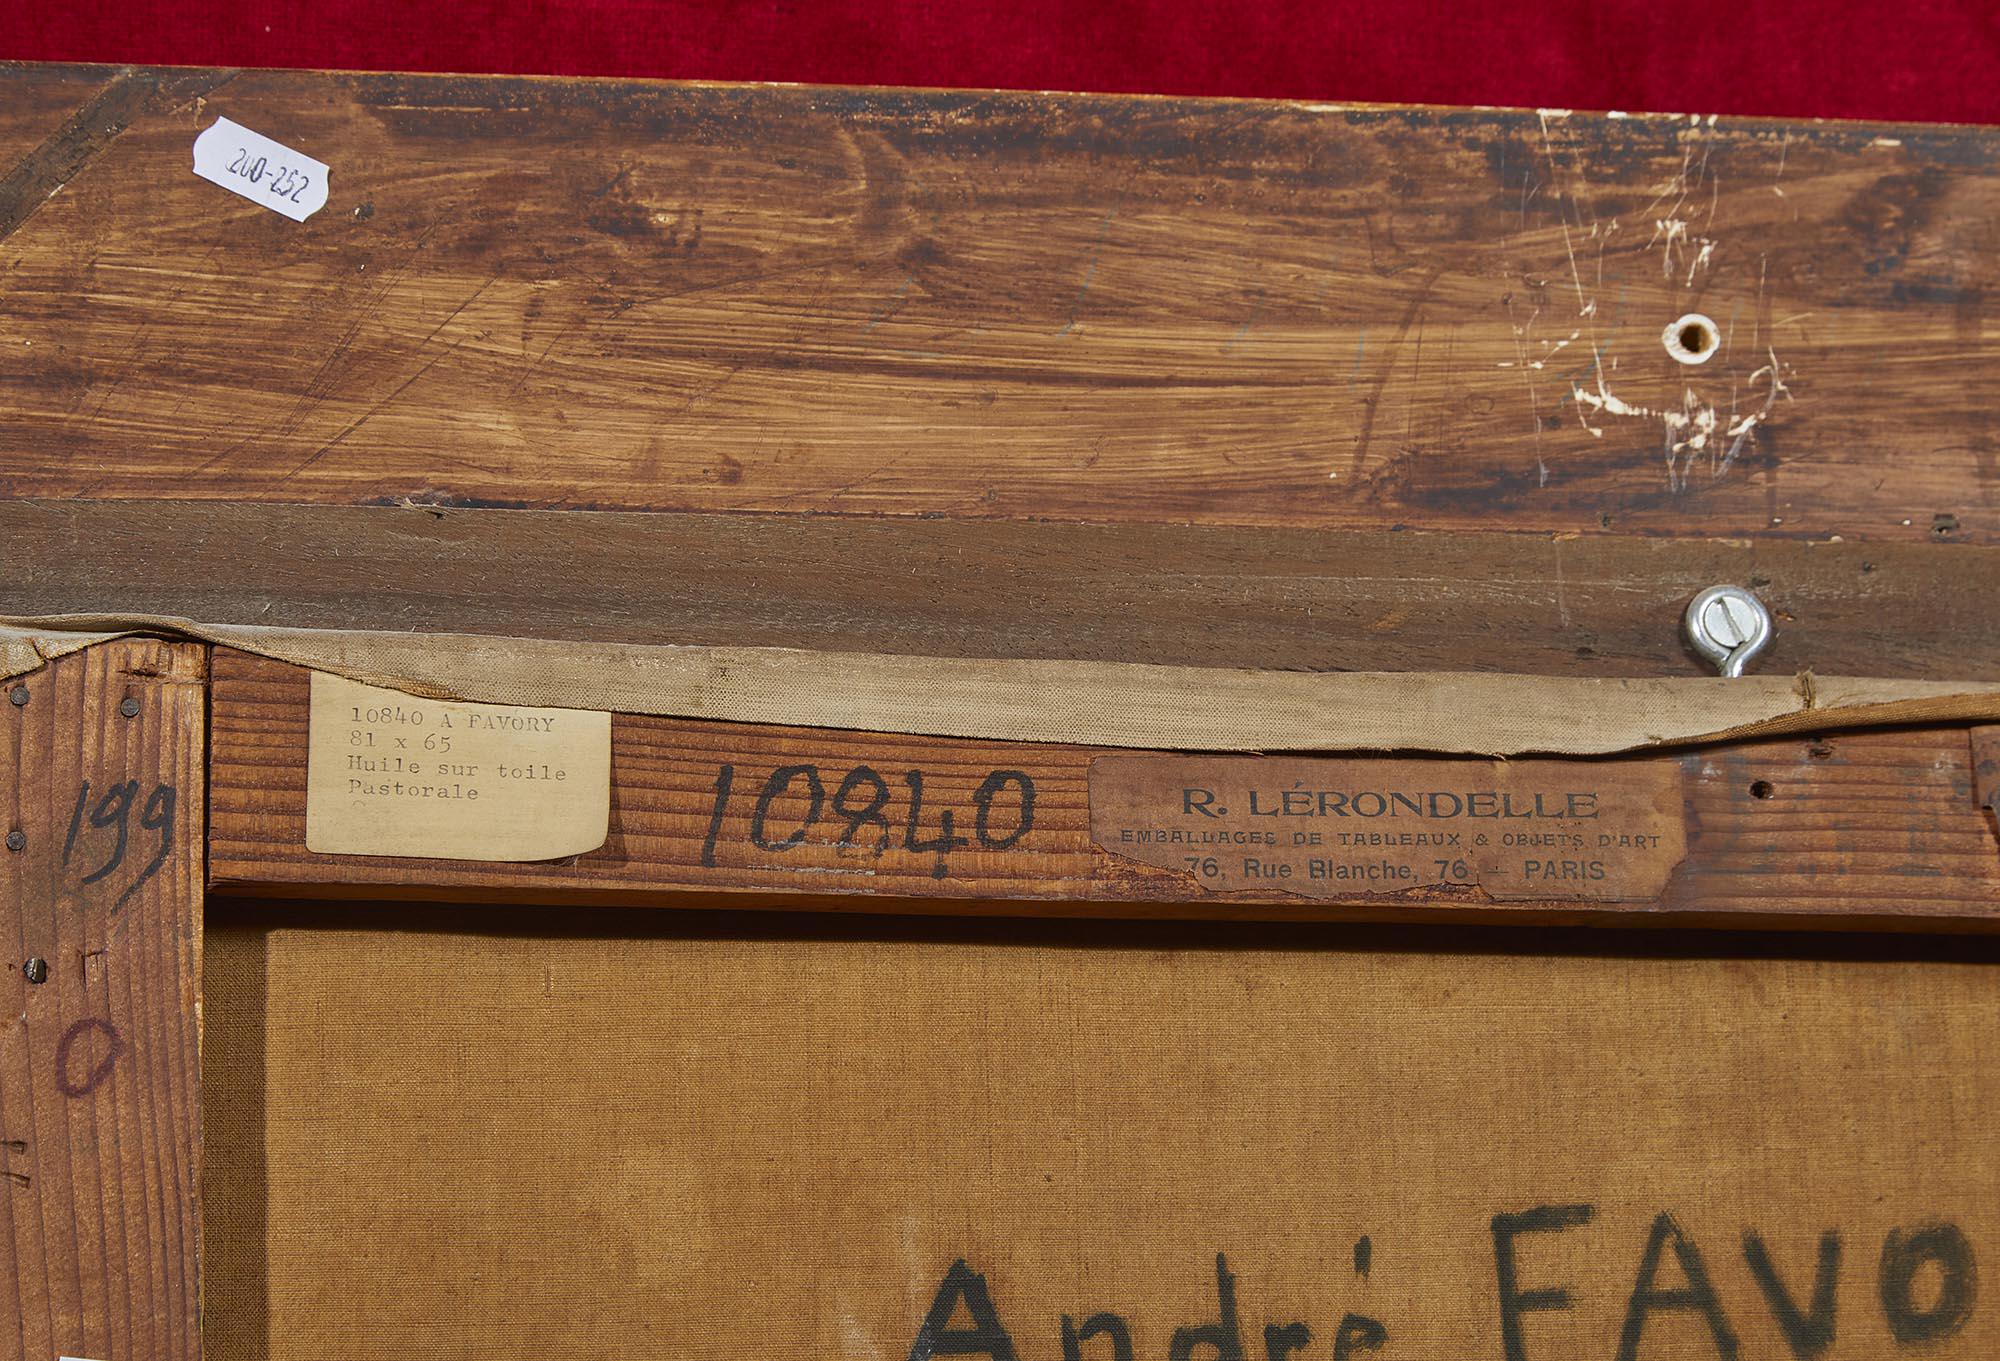 200-252
10840 A FAVORY
81 x 65
Huile sur toile
Pastorale
10840
R. LÉRONDELLE
EMBALLAGES DE TABLEAUX & OBJETS D'ART
76, Rue Blanche, 76 — PARIS
199
0
André FAVO